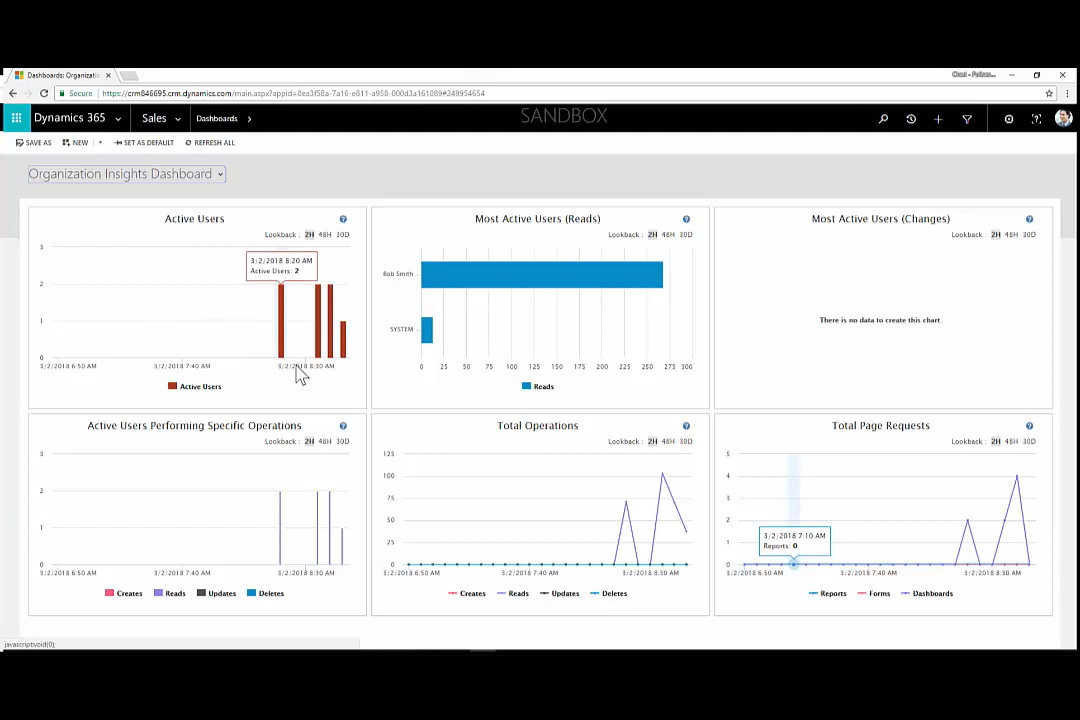 Dashboards: Organizati
Secure https://crm846695.crm.dynamics.com/main.aspx?appid=8ea3f58a-7a16-e811-a958-000d3a161089#249954654
Dynamics 365 Sales Dashboards
SANDBOX
SAVE AS NEW SET AS DEFAULT REFRESH ALL
Organization Insights Dashboard
Active Users
Lookback : 2H 48H 30D
3
2
1
0
3/2/2018 8:20 AM
Active Users: 2
3/2/2018 6:50 AM 3/2/2018 7:40 AM 3/2/2018 8:30 AM
Active Users
Most Active Users (Reads)
Lookback : 2H 48H 30D
Bob Smith
SYSTEM
0 25 50 75 100 125 150 175 200 225 250 275 300
Reads
Most Active Users (Changes)
Lookback : 2H 48H 30D
There is no data to create this chart.
Active Users Performing Specific Operations
Lookback : 2H 48H 30D
3
2
1
0
3/2/2018 6:50 AM 3/2/2018 7:40 AM 3/2/2018 8:30 AM
Creates Reads Updates Deletes
Total Operations
Lookback : 2H 48H 30D
125
100
75
50
25
0
3/2/2018 6:50 AM 3/2/2018 7:40 AM 3/2/2018 8:30 AM
Creates Reads Updates Deletes
Total Page Requests
Lookback : 2H 48H 30D
5
4
3
2
1
0
3/2/2018 7:10 AM
Reports: 0
3/2/2018 6:50 AM 3/2/2018 7:40 AM 3/2/2018 8:30 AM
Reports Forms Dashboards
javascript:void(0);